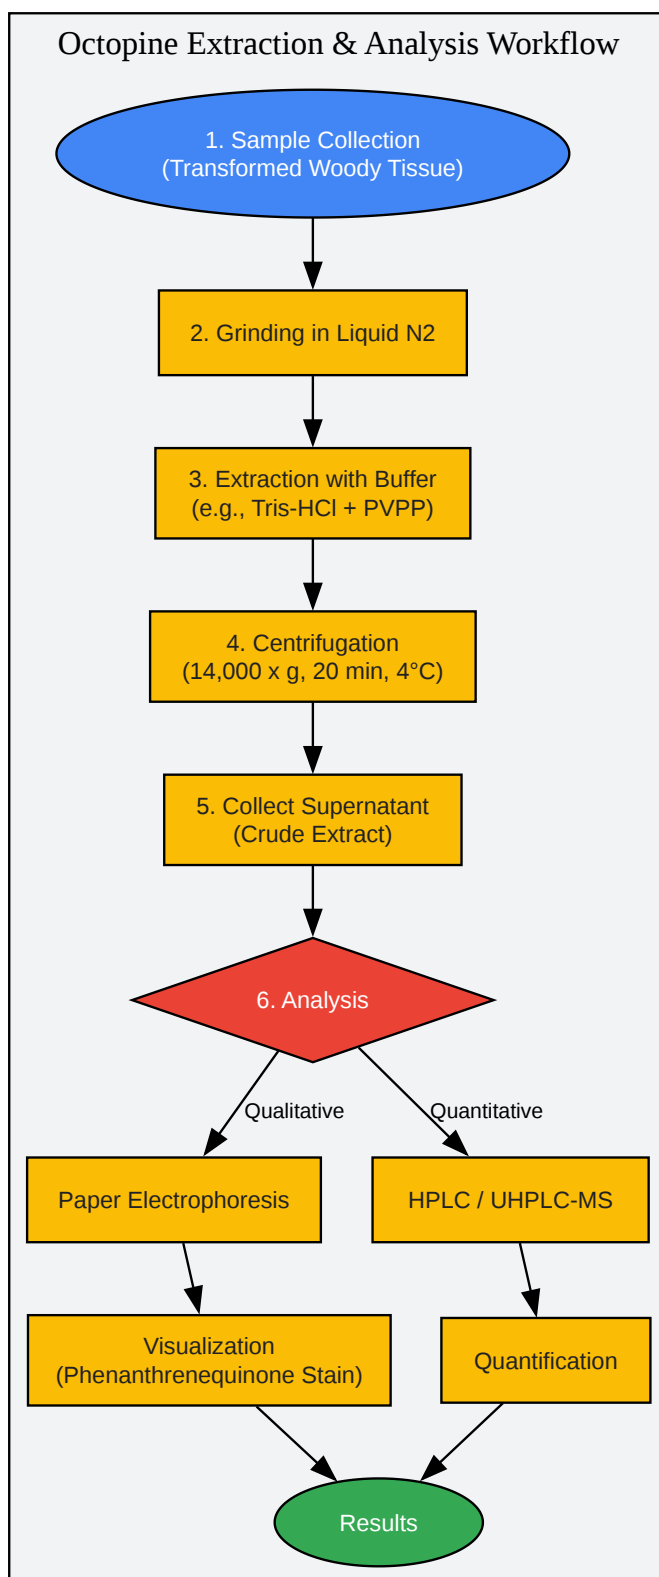 Octopine Extraction & Analysis Workflow
1. Sample Collection
(Transformed Woody Tissue)
2. Grinding in Liquid N2
3. Extraction with Buffer
(e.g., Tris-HCl + PVPP)
4. Centrifugation
(14,000 x g, 20 min, 4°C)
5. Collect Supernatant
(Crude Extract)
6. Analysis
Qualitative
Quantitative
Paper Electrophoresis
HPLC / UHPLC-MS
Visualization
(Phenanthrenequinone Stain)
Quantification
Results